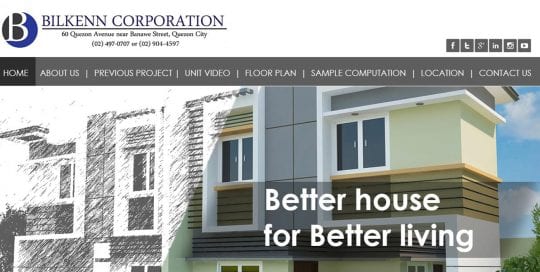 B BILKENN CORPORATION
60 Quezon Avenue near Banawe Street, Quezon City
(02) 497-0707 or (02) 904-4597
HOME ABOUT US | PREVIOUS PROJECT | UNIT VIDEO | FLOOR PLAN | SAMPLE COMPUTATION | LOCATION | CONTACT US
Better house
for Better living